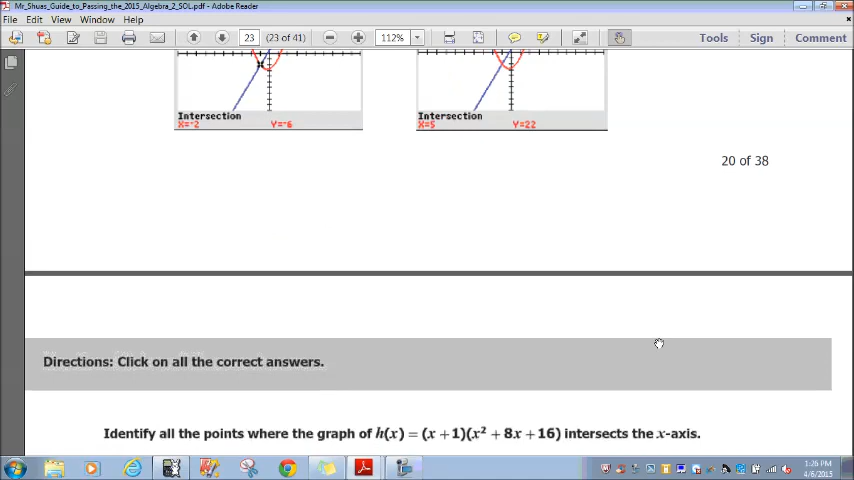 Mr_Shuas_Guide_to_Passing_the_2015_Algebra_2_SOL.pdf - Adobe Reader
File Edit View Window Help
23 (23 of 41) 112% Tools Sign Comment
Intersection
X=-2 Y=-6
Intersection
X=5 Y=22
20 of 38
Directions: Click on all the correct answers.
Identify all the points where the graph of h(x) = (x + 1)(x² + 8x + 16) intersects the x-axis.
1:26 PM
4/6/2015